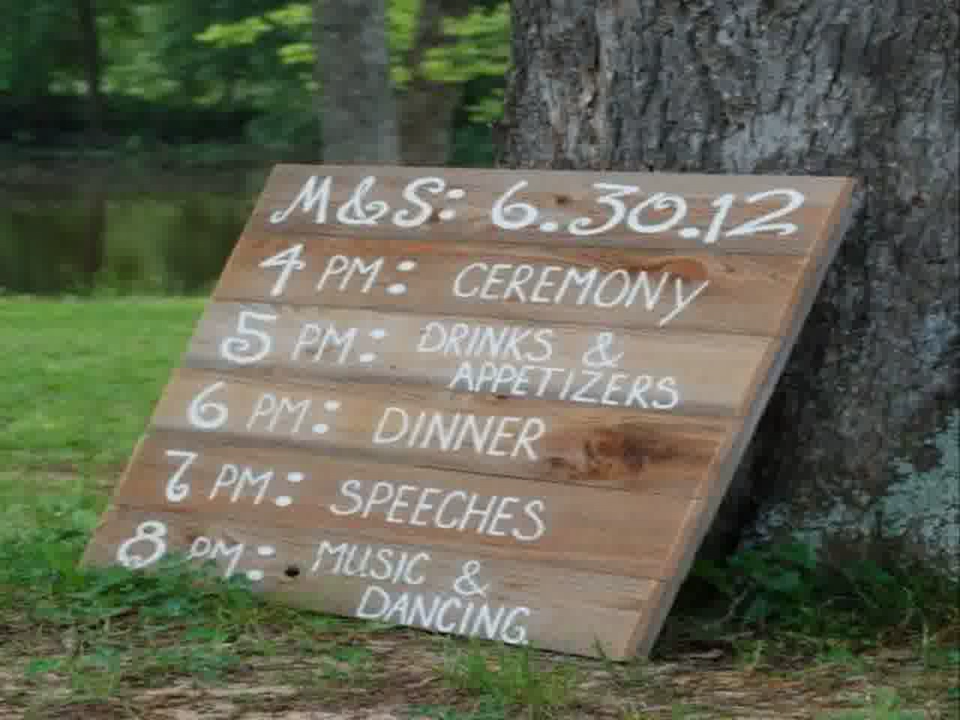 M&S: 6.30.12
4 PM: CEREMONY
5 PM: DRINKS &
APPETIZERS
6 PM: DINNER
7 PM: SPEECHES
8 PM: MUSIC &
DANCING